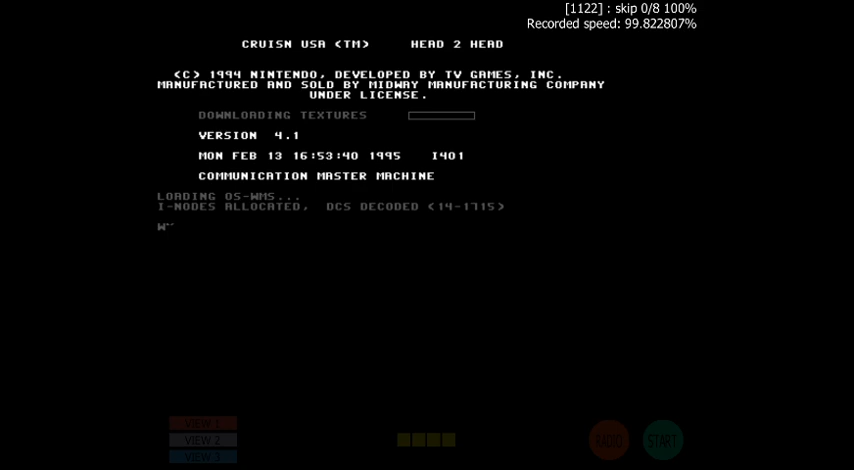 [1122] : skip 0/8 100%
Recorded speed: 99.822807%
CRUISN USA <TM> HEAD 2 HEAD
<C> 1994 NINTENDO, DEVELOPED BY TV GAMES, INC.
MANUFACTURED AND SOLD BY MIDWAY MANUFACTURING COMPANY
UNDER LICENSE.
DOWNLOADING TEXTURES
VERSION 4.1
MON FEB 13 16:53:40 1995 I401
COMMUNICATION MASTER MACHINE
LOADING OS-WMS...
I-NODES ALLOCATED, DCS DECODED <14-1715>
VIEW 1
VIEW 2
VIEW 3
RADIO
START